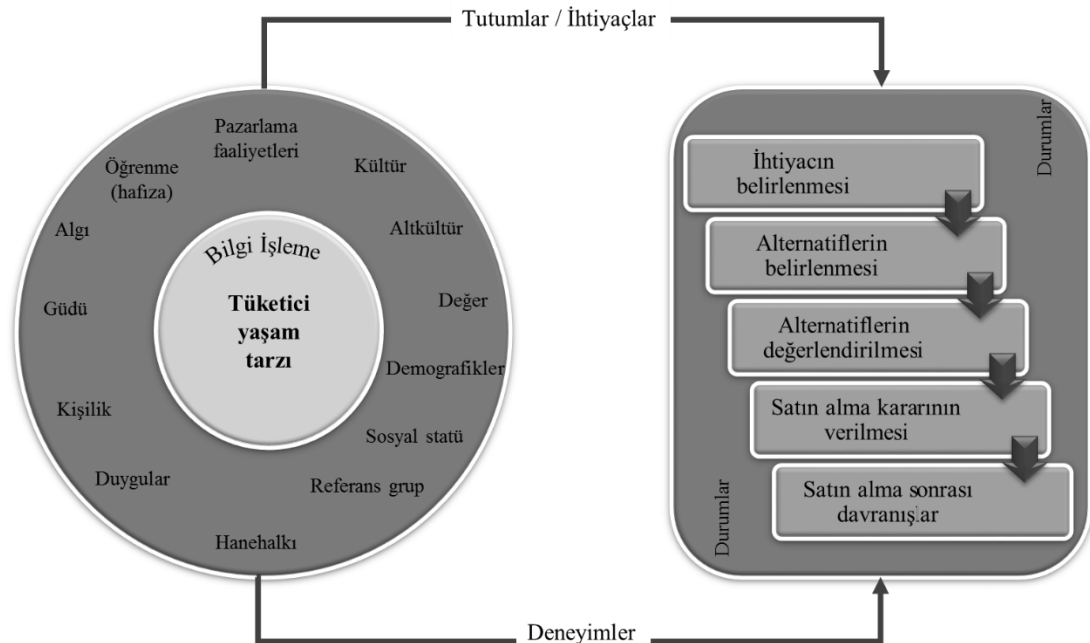 Tutumlar / İhtiyaçlar
Pazarlama
faaliyetleri
Kültür
Altkültür
Değer
Demografikler
Sosyal statü
Referans grup
Hanehalkı
Duygular
Kişilik
Güdü
Algı
Öğrenme
(hafıza)
Bilgi İşleme
Tüketici
yaşam
tarzı
Durumlar
İhtiyacın
belirlenmesi
Alternatiflerin
belirlenmesi
Alternatiflerin
değerlendirilmesi
Satın alma kararının
verilmesi
Satın alma sonrası
davranışlar
Durumlar
Deneyimler